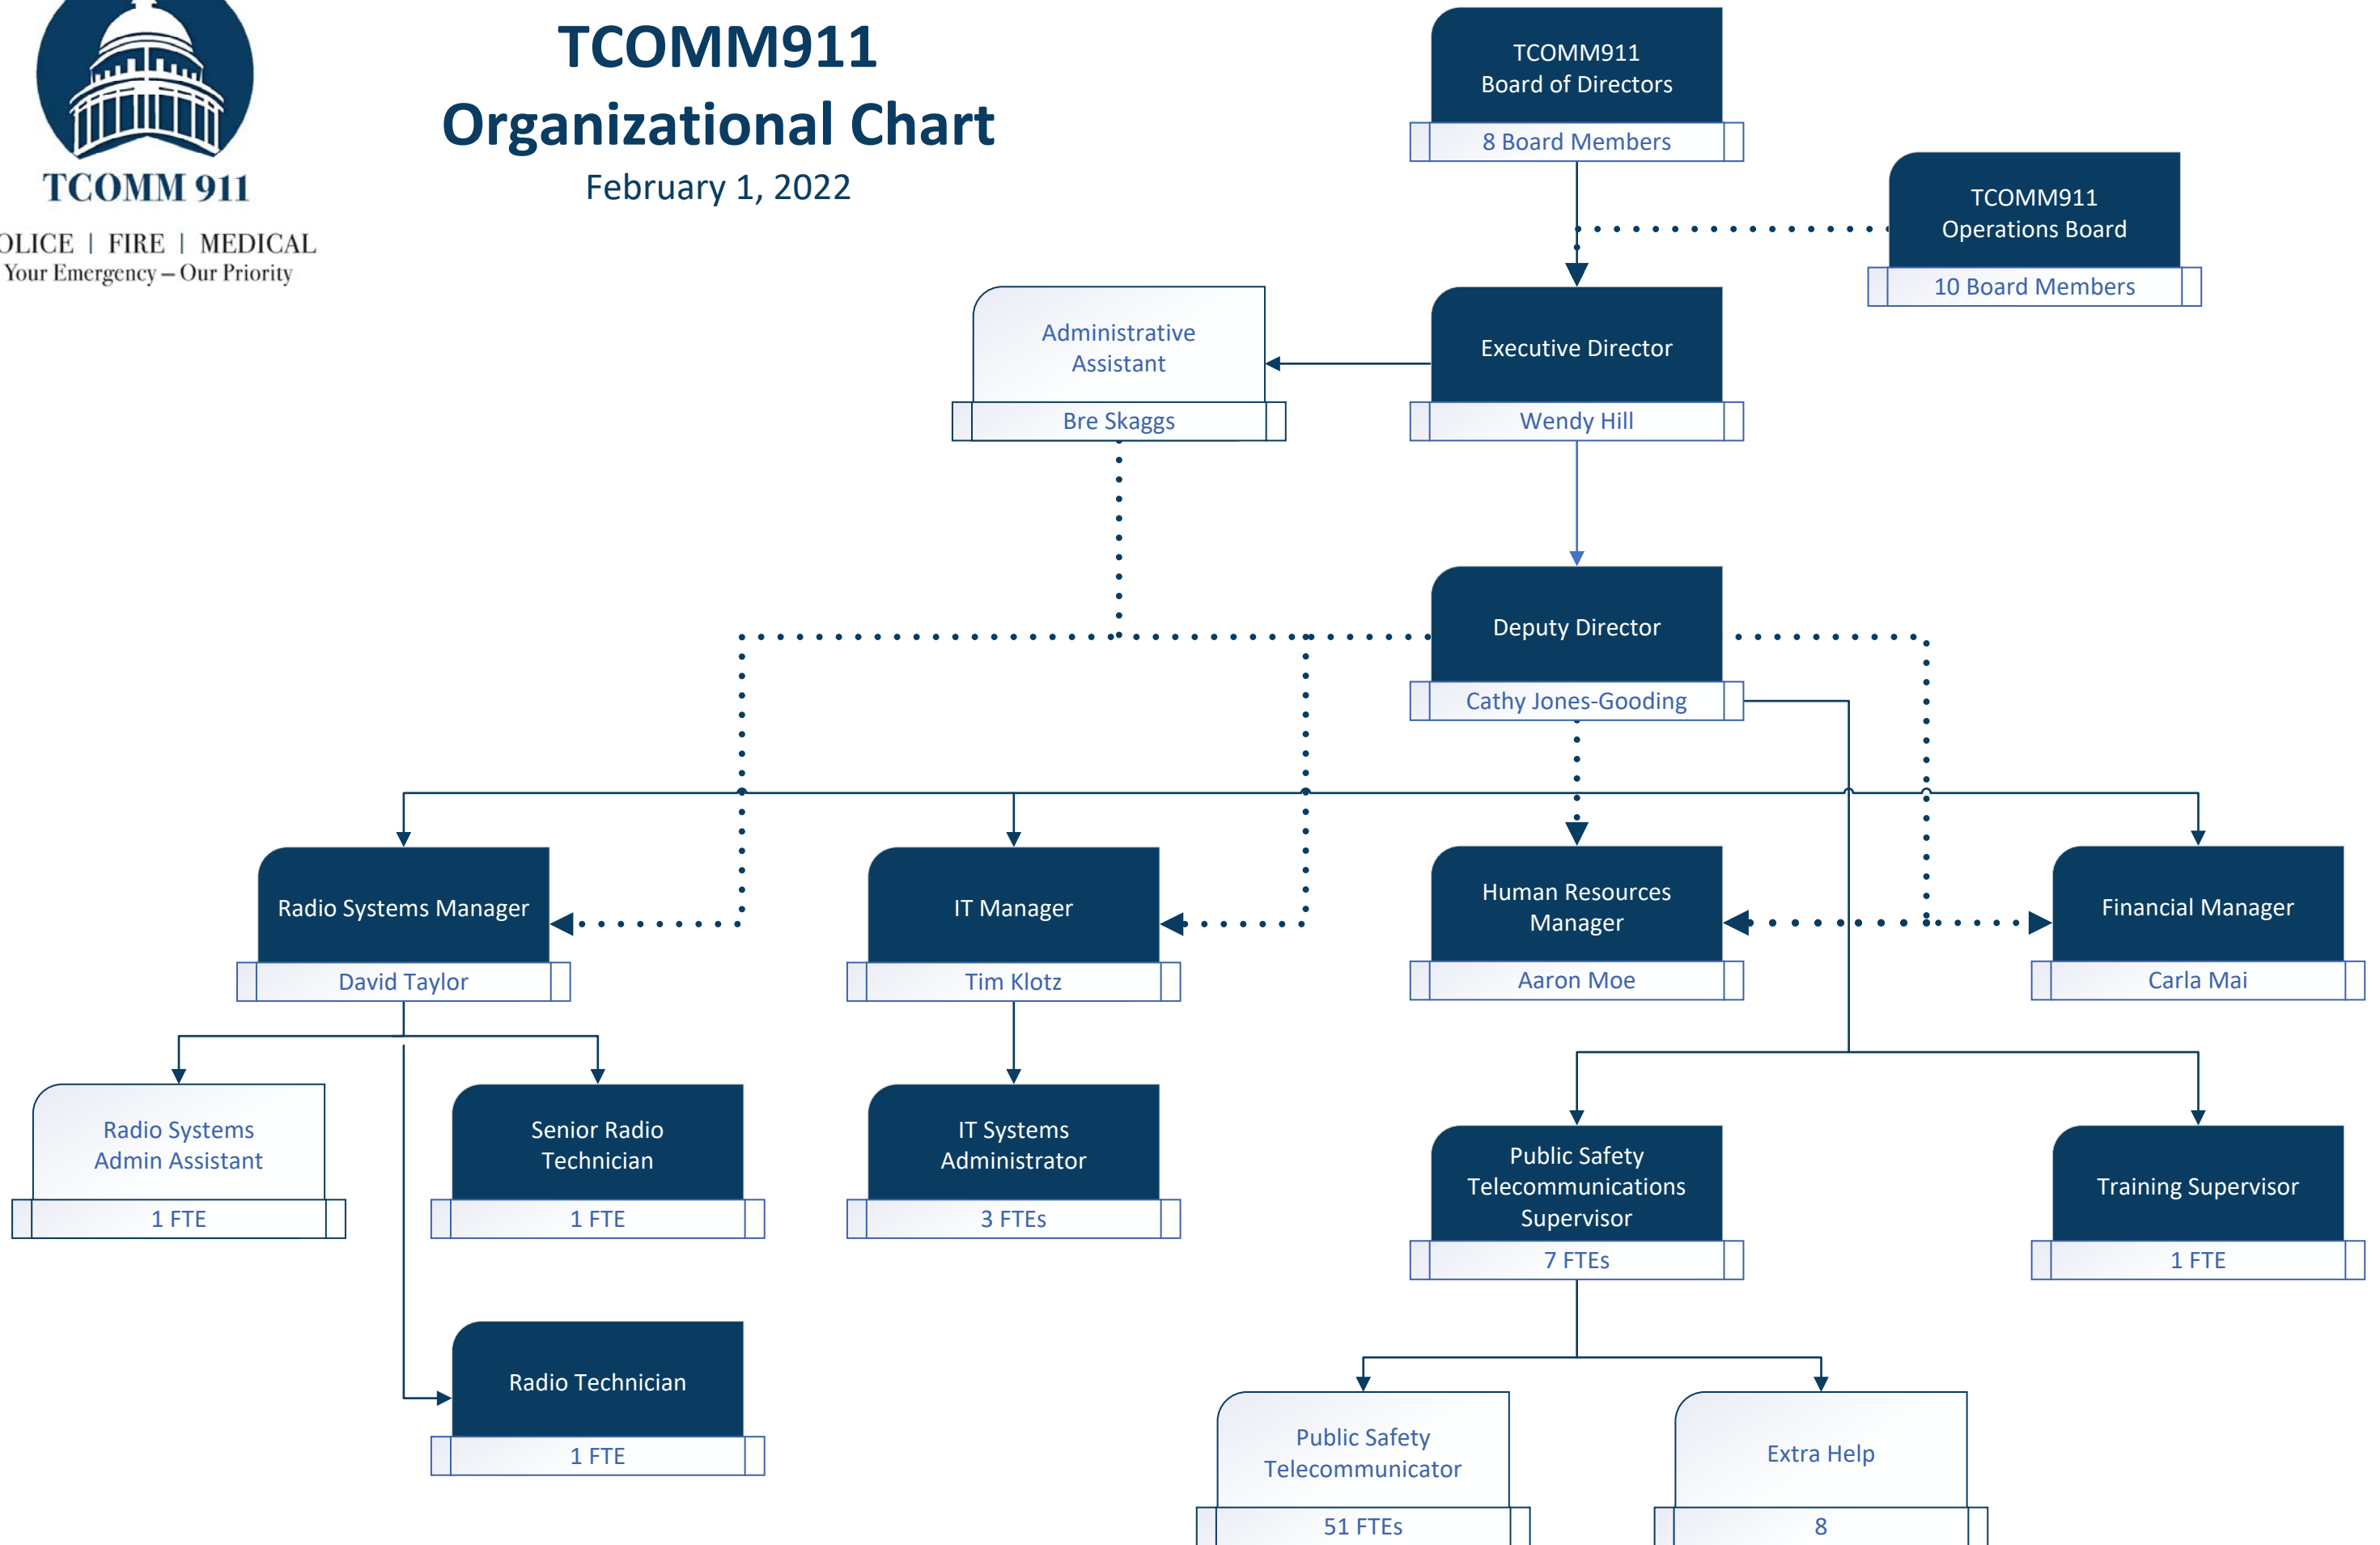 TCOMM 911
POLICE | FIRE | MEDICAL
Your Emergency – Our Priority
TCOMM911
Organizational Chart
February 1, 2022
TCOMM911
Board of Directors
8 Board Members
TCOMM911
Operations Board
10 Board Members
Administrative
Assistant
Bre Skaggs
Executive Director
Wendy Hill
Deputy Director
Cathy Jones-Gooding
Radio Systems Manager
David Taylor
IT Manager
Tim Klotz
Human Resources
Manager
Aaron Moe
Financial Manager
Carla Mai
Radio Systems
Admin Assistant
1 FTE
Senior Radio
Technician
1 FTE
IT Systems
Administrator
3 FTEs
Public Safety
Telecommunications
Supervisor
7 FTEs
Training Supervisor
1 FTE
Radio Technician
1 FTE
Public Safety
Telecommunicator
51 FTEs
Extra Help
8